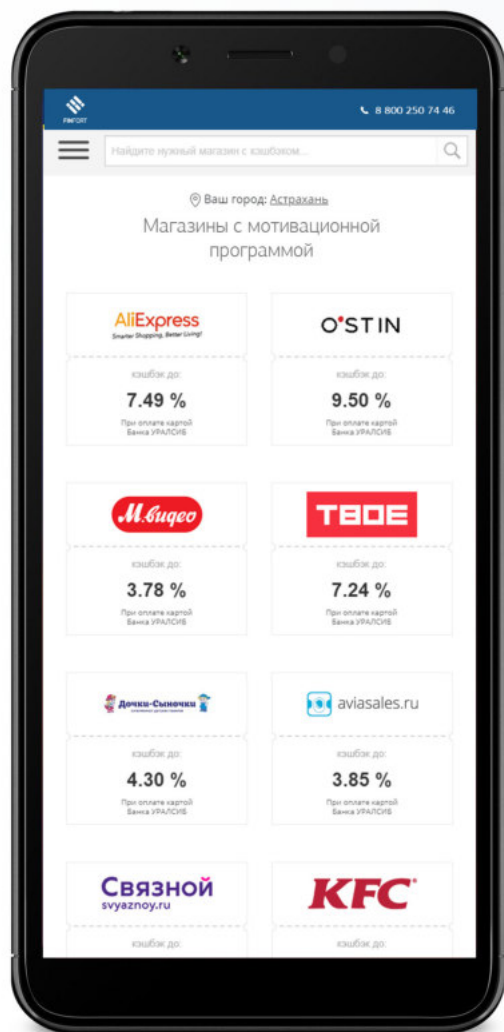 FINFORT
8 800 250 74 46
Найдите нужный магазин с кэшбэком...
Ваш город: Астрахань
Магазины с мотивационной
программой
AliExpress
Smarter Shopping, Better Living!
кэшбэк до:
7.49 %
При оплате картой
Банка УРАЛСИБ
O'STIN
кэшбэк до:
9.50 %
При оплате картой
Банка УРАЛСИБ
М.видео
кэшбэк до:
3.78 %
При оплате картой
Банка УРАЛСИБ
ТВОЕ
кэшбэк до:
7.24 %
При оплате картой
Банка УРАЛСИБ
Дочки-Сыночки
кэшбэк до:
4.30 %
При оплате картой
Банка УРАЛСИБ
aviasales.ru
кэшбэк до:
3.85 %
При оплате картой
Банка УРАЛСИБ
Связной
svyaznoy.ru
кэшбэк до:
KFC
кэшбэк до: